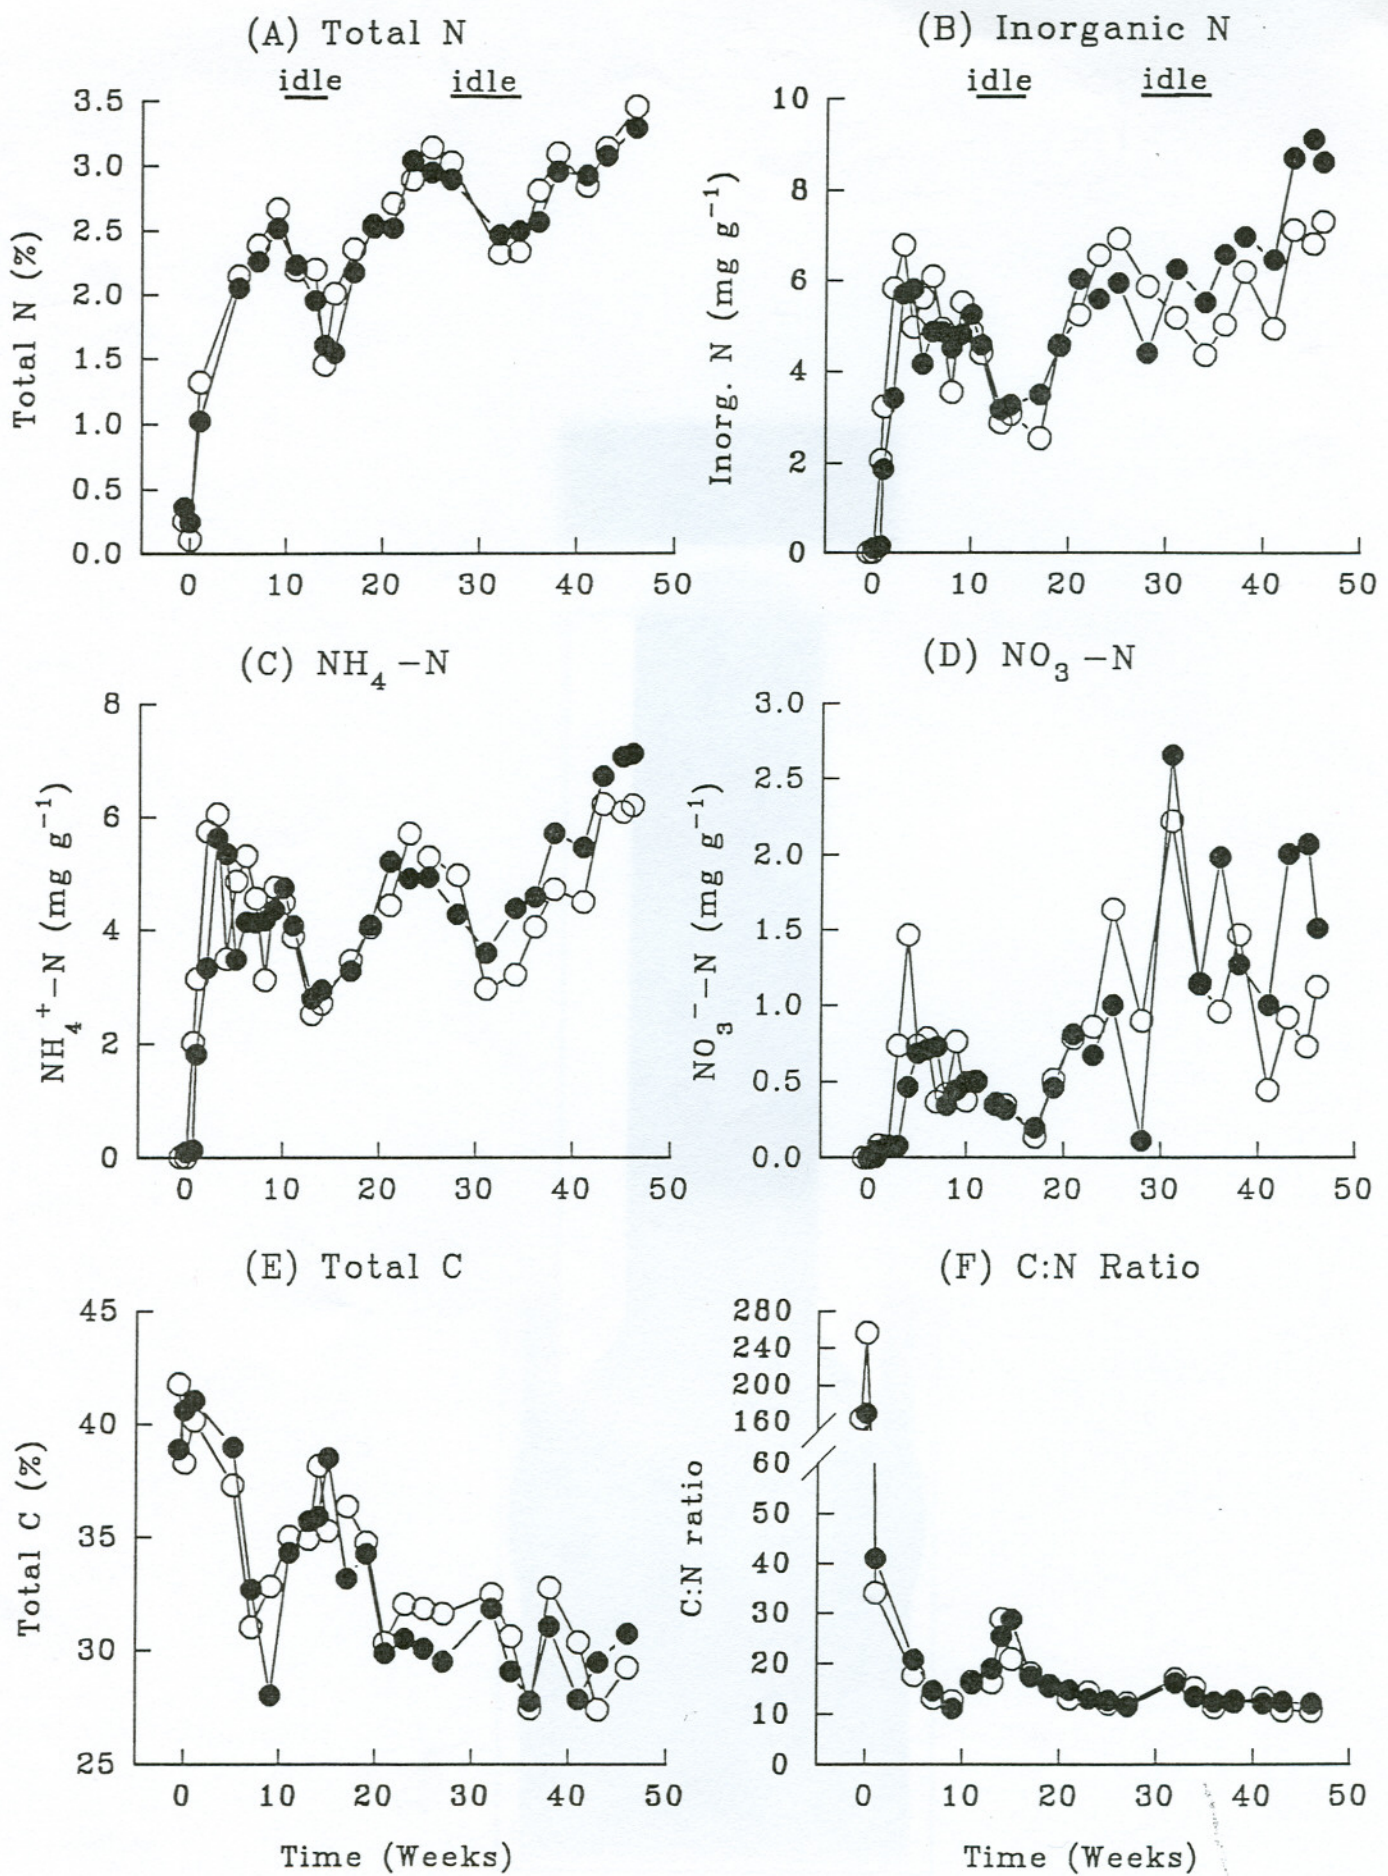 (A) Total N
idle idle
3.5
3.0
2.5
2.0
1.5
1.0
0.5
0.0
Total N (%)
0 10 20 30 40 50
(B) Inorganic N
idle idle
10
8
6
4
2
0
Inorg. N (mg g⁻¹)
0 10 20 30 40 50
(C) NH₄-N
8
6
4
2
0
NH₄⁺-N (mg g⁻¹)
0 10 20 30 40 50
(D) NO₃-N
3.0
2.5
2.0
1.5
1.0
0.5
0.0
NO₃⁻-N (mg g⁻¹)
0 10 20 30 40 50
(E) Total C
45
40
35
30
25
Total C (%)
0 10 20 30 40 50
Time (Weeks)
(F) C:N Ratio
280
240
200
160
60
50
40
30
20
10
0
C:N ratio
0 10 20 30 40 50
Time (Weeks)